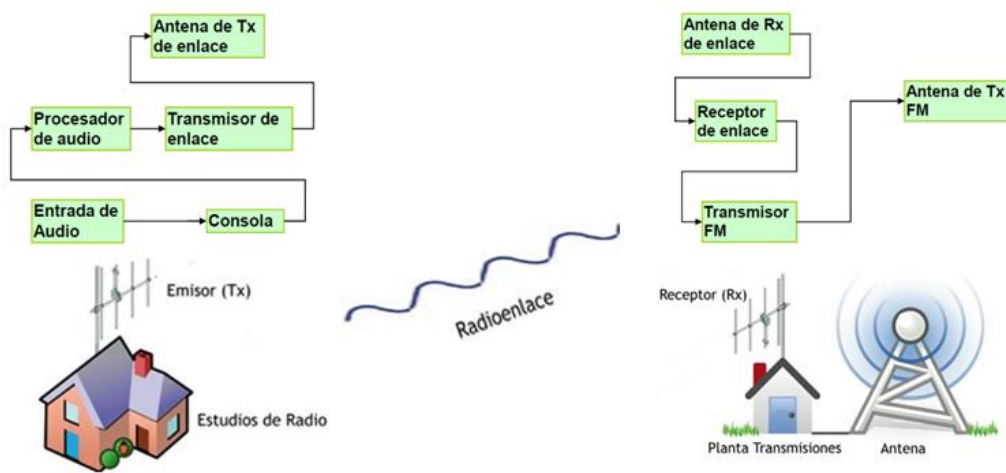 Antena de Tx
de enlace
Procesador
de audio
Transmisor de
enlace
Entrada de
Audio
Consola
Emisor (Tx)
Estudios de Radio
Radioenlace
Antena de Rx
de enlace
Receptor
de enlace
Antena de Tx
FM
Transmisor
FM
Receptor (Rx)
Planta Transmisiones
Antena